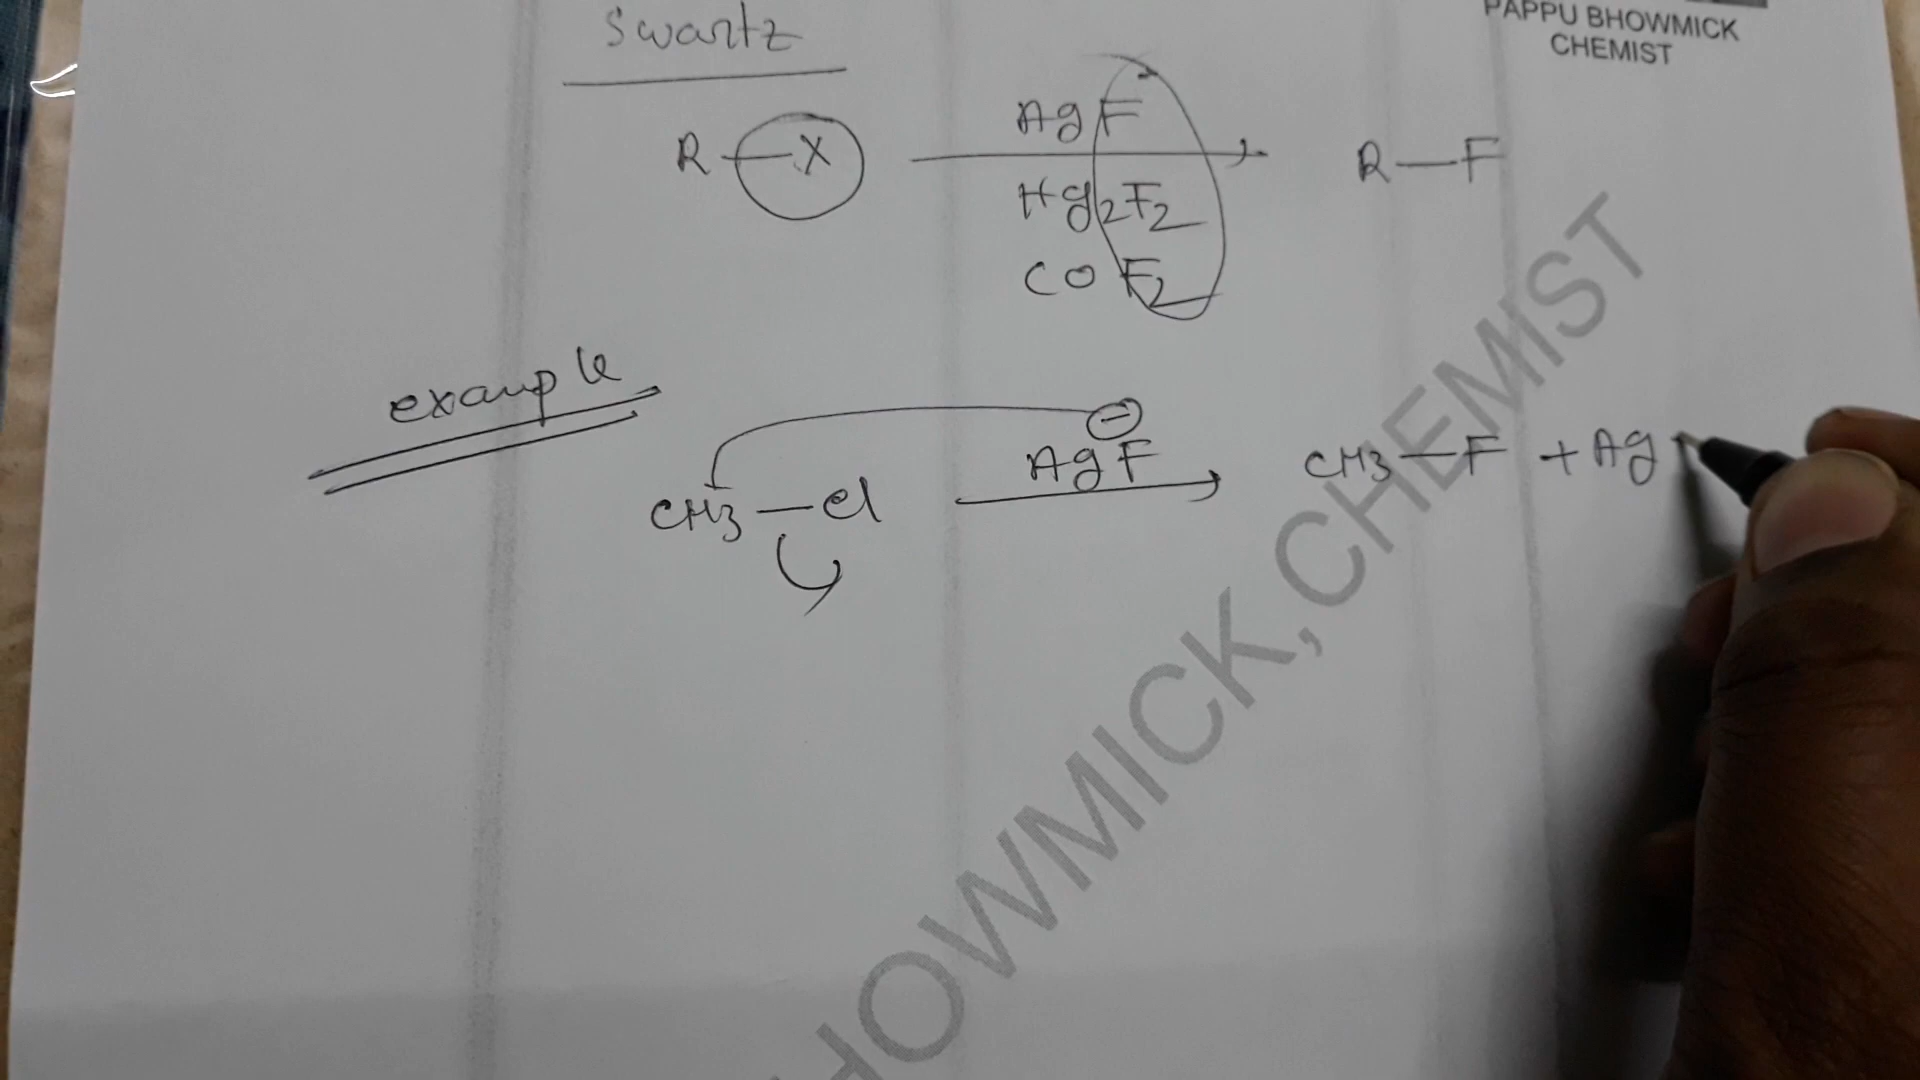 PAPPU BHOWMICK
CHEMIST
Swartz
R—X AgF R—F
Hg2F2
COF2
example
CH3—Cl AgF CH3—F + Ag
HOWMICK, CHEMIST